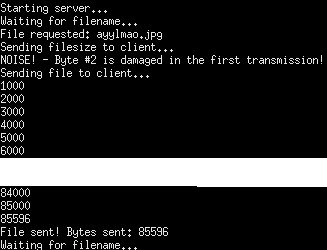 Starting server...
Waiting for filename...
File requested: ayylmao.jpg
Sending filesize to client...
NOISE! - Byte #2 is damaged in the first transmission!
Sending file to client...
1000
2000
3000
4000
5000
6000
84000
85000
85596
File sent! Bytes sent: 85596
Waiting for filename...